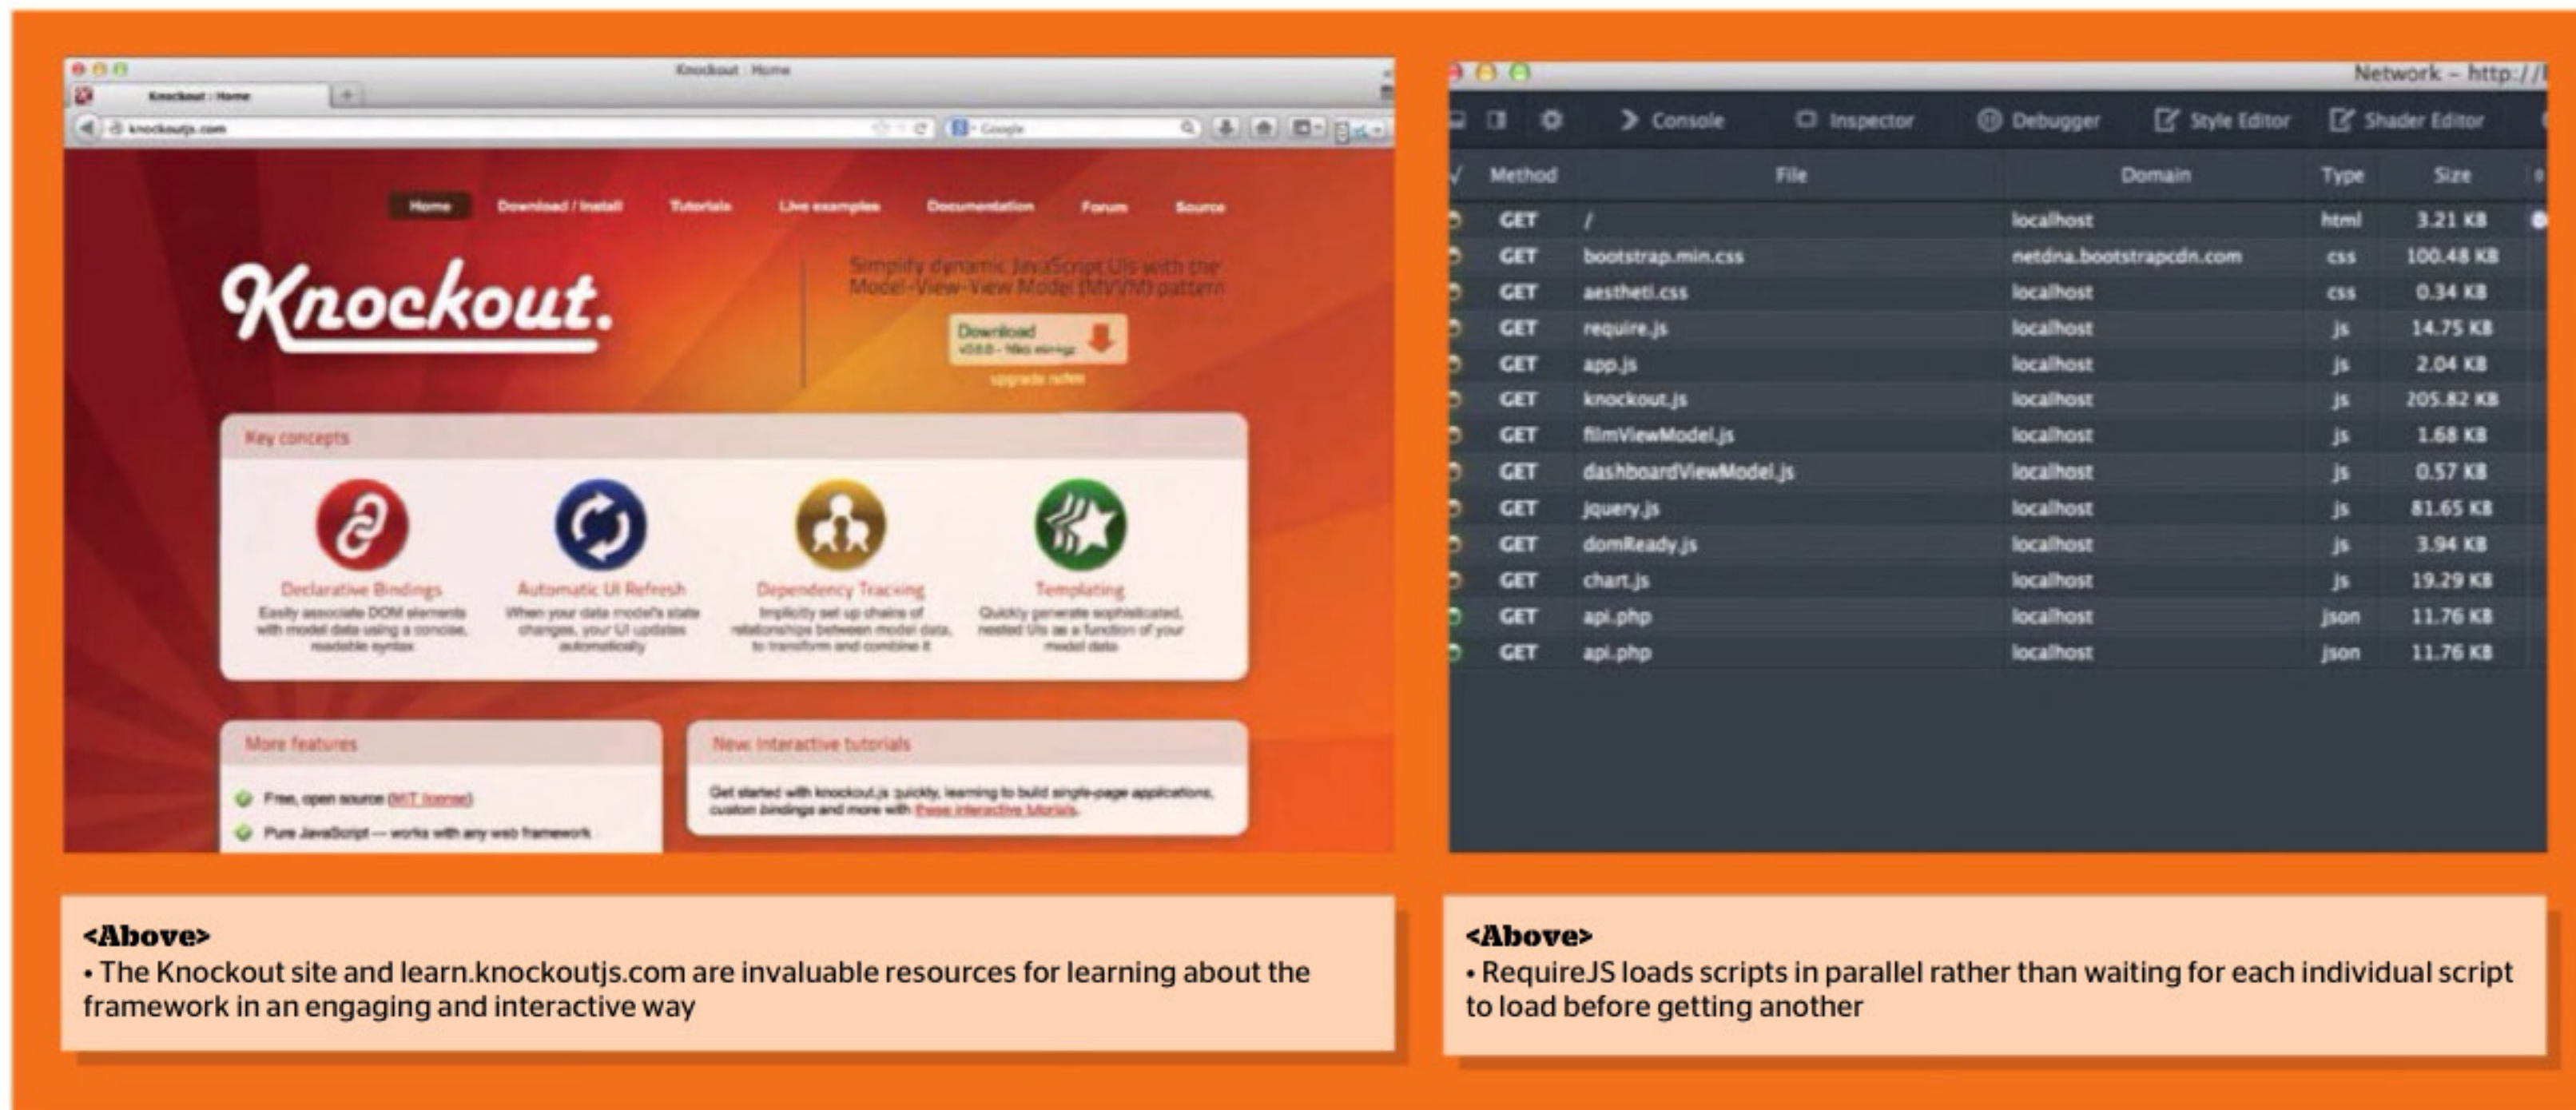 Knockout : Home
Knockout : Home
knockoutjs.com
Google
Home Download / Install Tutorials Live examples Documentation Forum Source
Knockout.
Simplify dynamic JavaScript UIs with the
Model-View-View Model (MVVM) pattern
Download
upgrade notes
Key concepts
Declarative Bindings
Easily associate DOM elements
with model data using a concise,
readable syntax
Automatic UI Refresh
When your data model's state
changes, your UI updates
automatically
Dependency Tracking
Implicitly set up chains of
relationships between model data,
to transform and combine it
Templating
Quickly generate sophisticated,
nested UIs as a function of your
model data
More features
Free, open source (MIT license)
Pure JavaScript — works with any web framework
New: Interactive tutorials
Get started with knockout.js quickly, learning to build single-page applications,
custom bindings and more with these interactive tutorials.
<Above>
• The Knockout site and learn.knockoutjs.com are invaluable resources for learning about the
framework in an engaging and interactive way
Network – http://
Console Inspector Debugger Style Editor Shader Editor
√ Method File Domain Type Size
GET / localhost html 3.21 KB
GET bootstrap.min.css netdna.bootstrapcdn.com css 100.48 KB
GET aestheti.css localhost css 0.34 KB
GET require.js localhost js 14.75 KB
GET app.js localhost js 2.04 KB
GET knockout.js localhost js 205.82 KB
GET filmViewModel.js localhost js 1.68 KB
GET dashboardViewModel.js localhost js 0.57 KB
GET jquery.js localhost js 81.65 KB
GET domReady.js localhost js 3.94 KB
GET chart.js localhost js 19.29 KB
GET api.php localhost json 11.76 KB
GET api.php localhost json 11.76 KB
<Above>
• RequireJS loads scripts in parallel rather than waiting for each individual script
to load before getting another